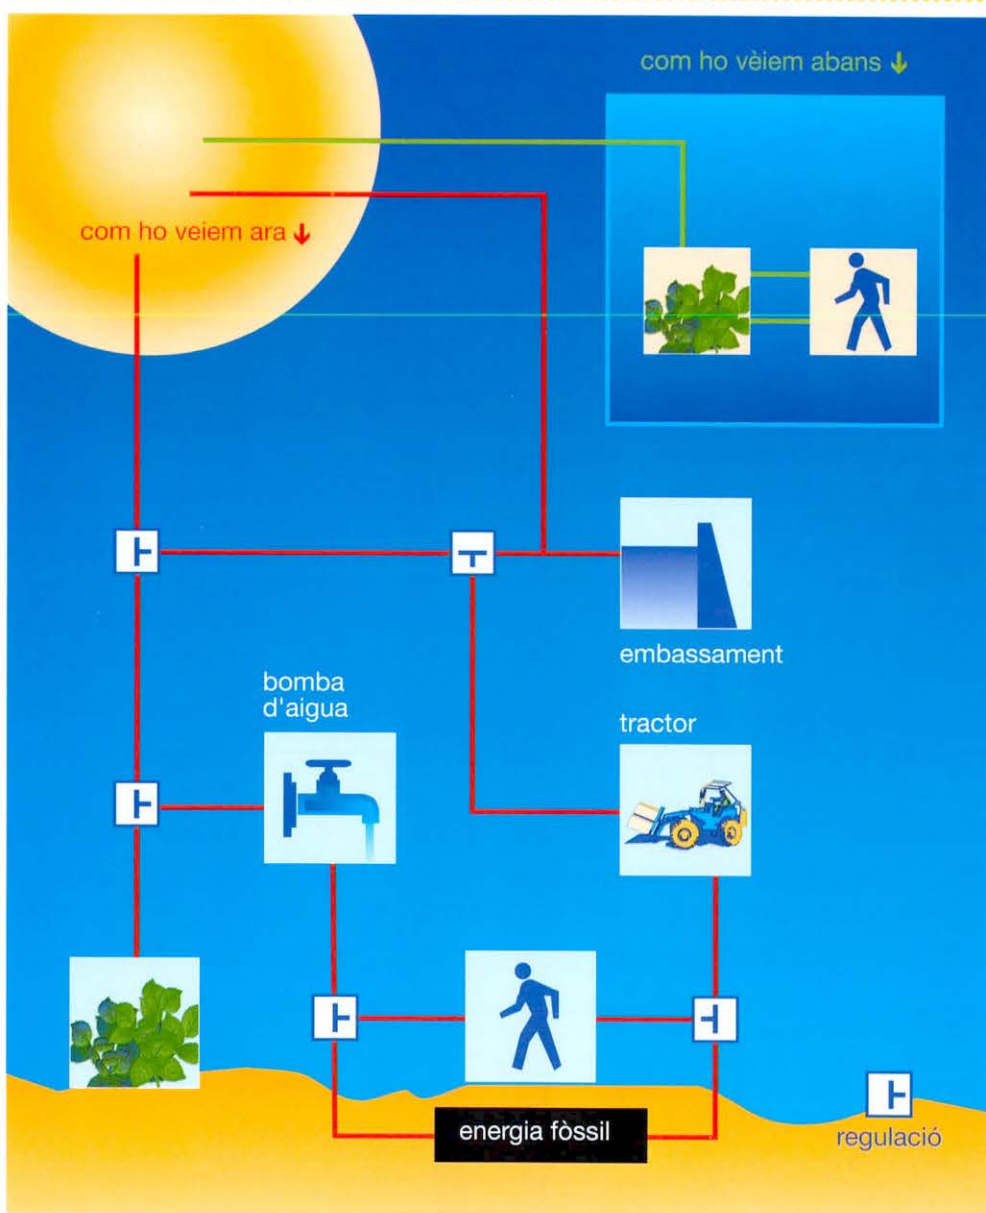 com ho vèiem abans ↓
com ho veiem ara ↓
embassament
bomba
d'aigua
tractor
energia fòssil
regulació